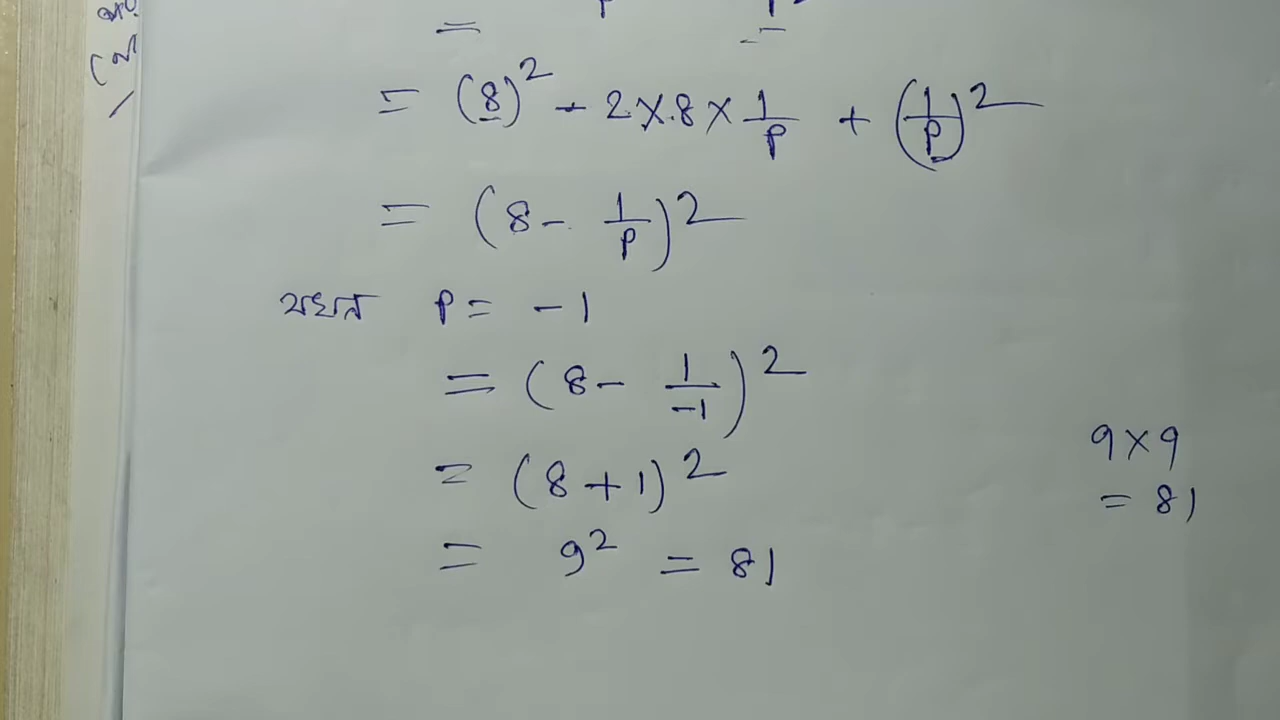 =
= (8)² - 2×8×1/p + (1/p)²
= (8 - 1/p)²
যখন p = -1
= (8 - 1/-1)²
= (8+1)²
= 9² = 81
9×9
= 81